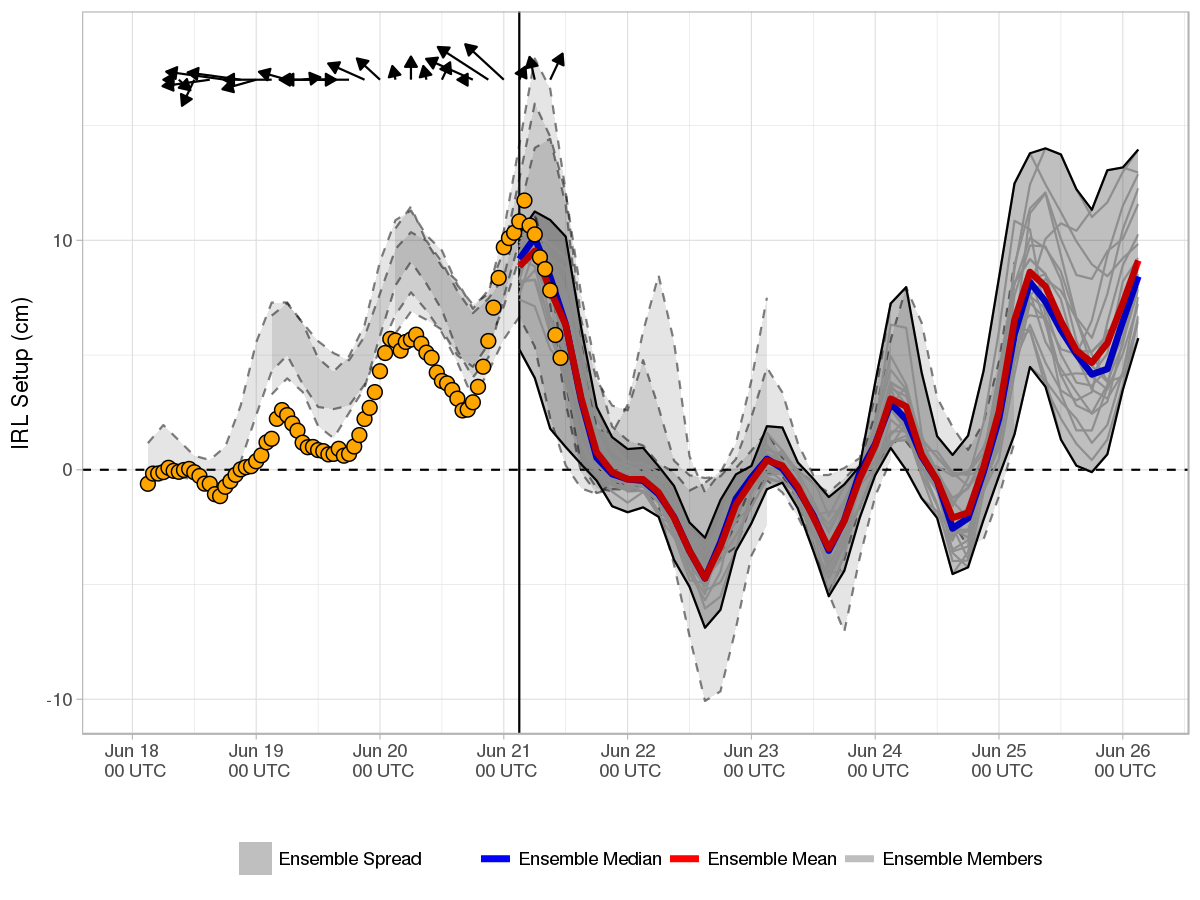 IRL Setup (cm)
10
0
-10
Jun 18 Jun 19 Jun 20 Jun 21 Jun 22 Jun 23 Jun 24 Jun 25 Jun 26
00 UTC 00 UTC 00 UTC 00 UTC 00 UTC 00 UTC 00 UTC 00 UTC 00 UTC
Ensemble Spread Ensemble Median Ensemble Mean Ensemble Members